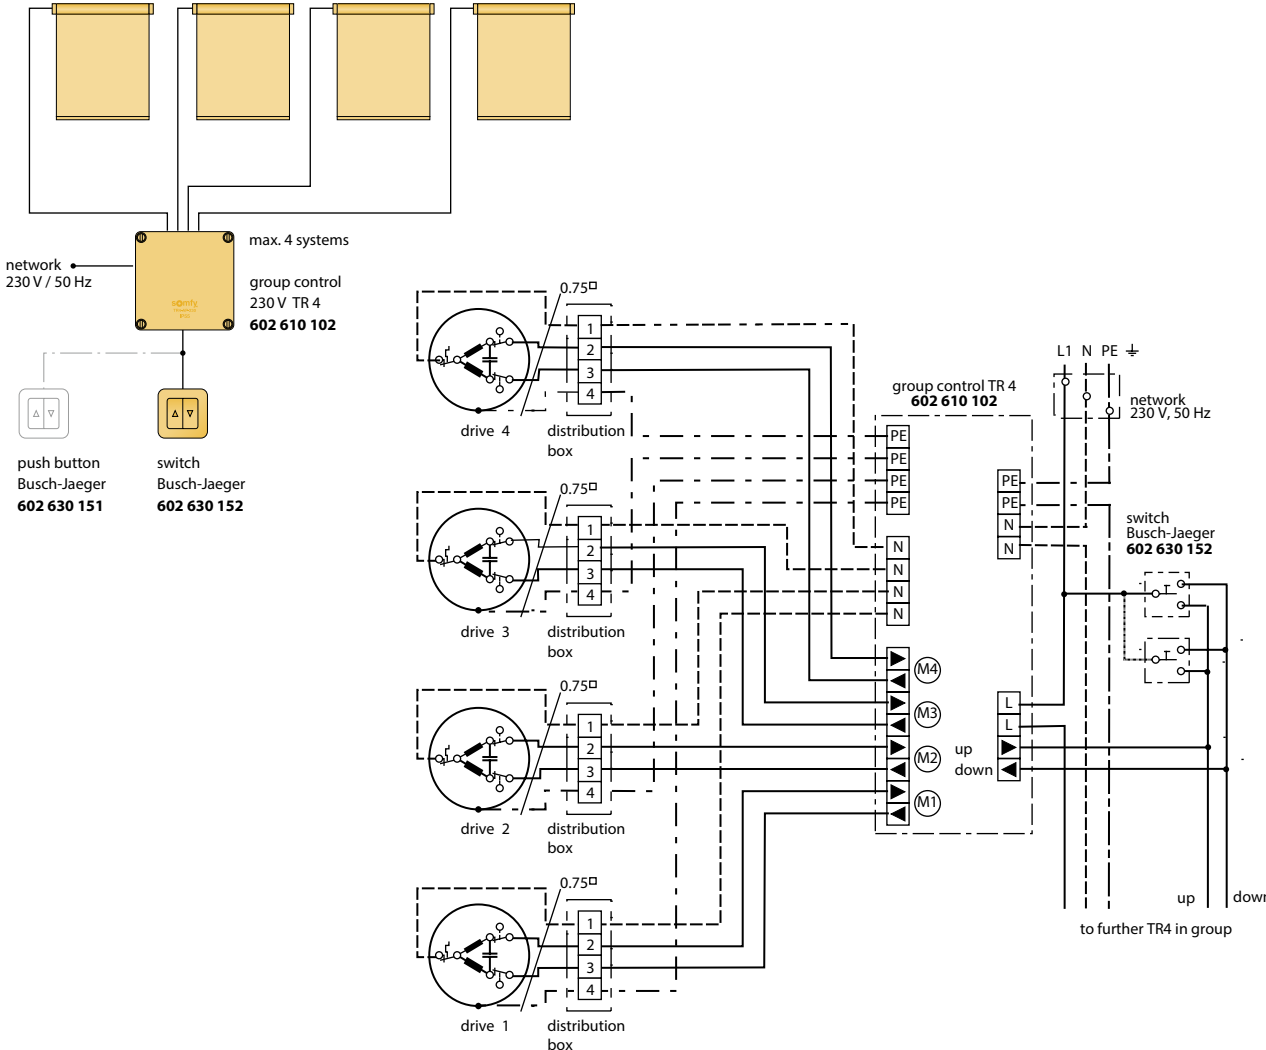 max. 4 systems
network
230 V / 50 Hz
group control
230 V TR 4
602 610 102
somfy
push button
Busch-Jaeger
602 630 151
switch
Busch-Jaeger
602 630 152
0.75
1
2
3
4
drive 4
distribution
box
0.75
1
2
3
4
drive 3
distribution
box
0.75
1
2
3
4
drive 2
distribution
box
0.75
1
2
3
4
drive 1
distribution
box
group control TR 4
602 610 102
PE
PE
PE
PE
N
N
N
N
M4
M3
M2
M1
PE
PE
N
N
L
L
up
down
L1 N PE
network
230 V, 50 Hz
switch
Busch-Jaeger
602 630 152
up
down
to further TR4 in group